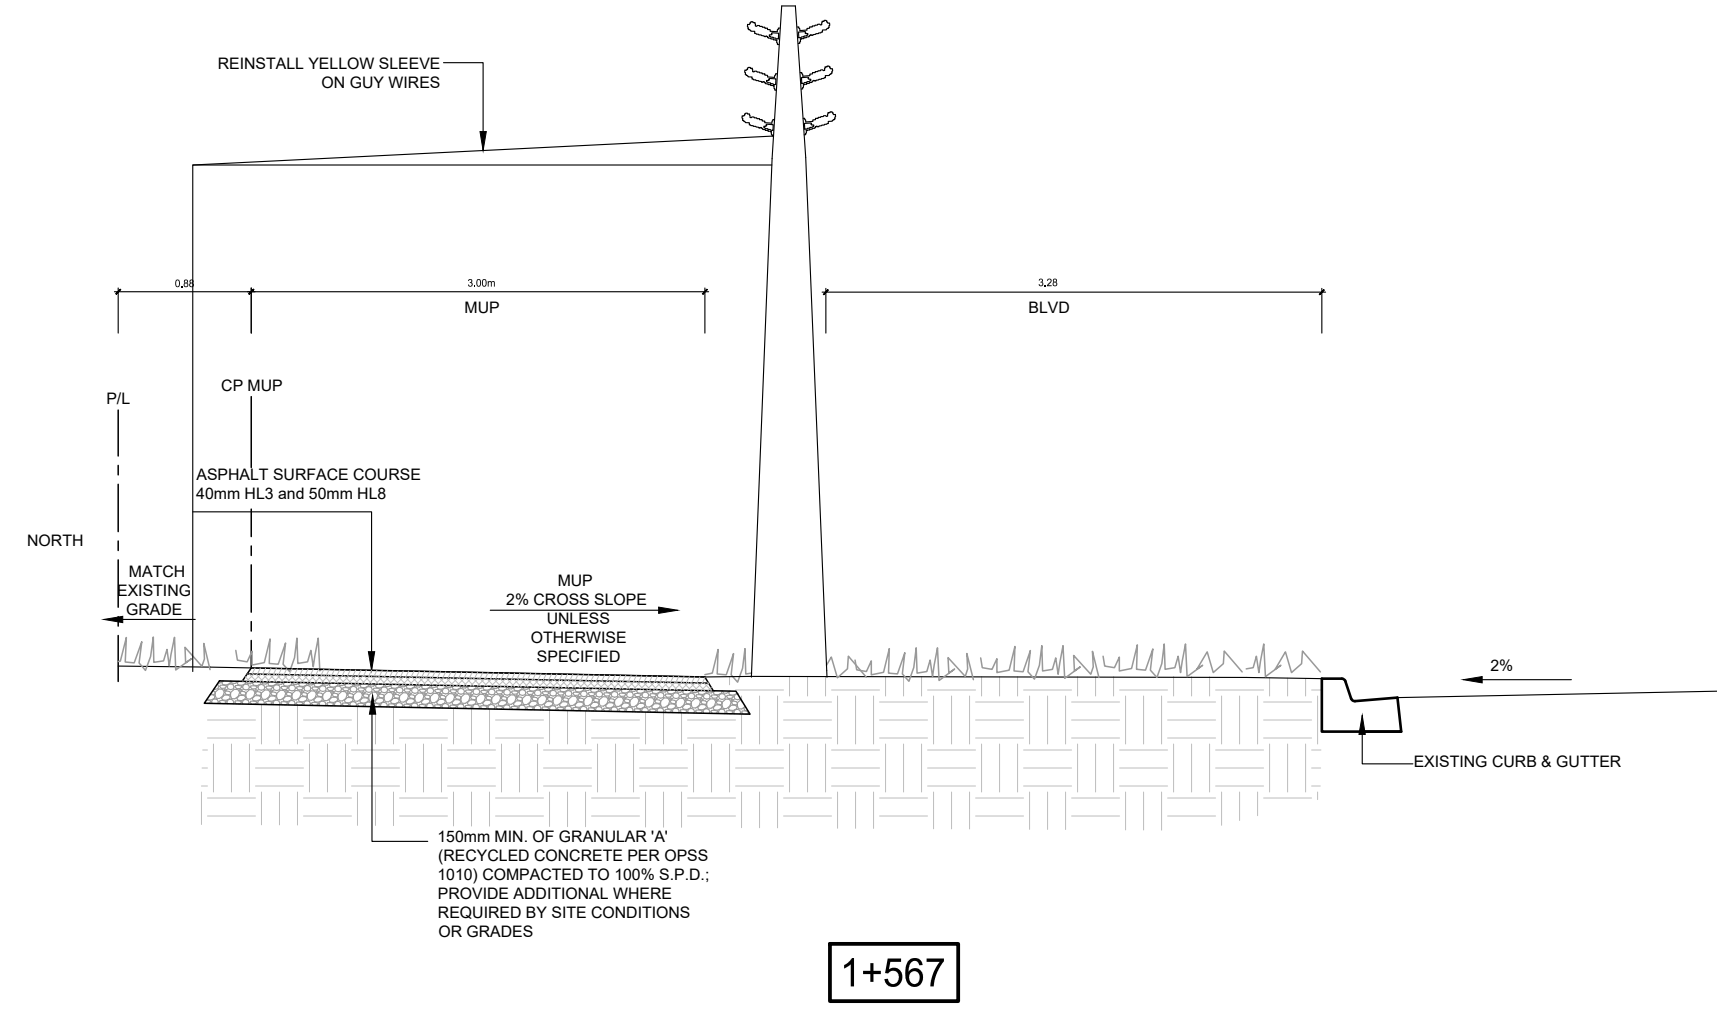 REINSTALL YELLOW SLEEVE
ON GUY WIRES
0.88
3.00m
3.28
MUP
BLVD
P/L
CP MUP
ASPHALT SURFACE COURSE
40mm HL3 and 50mm HL8
NORTH
MATCH
EXISTING
GRADE
MUP
2% CROSS SLOPE
UNLESS
OTHERWISE
SPECIFIED
2%
EXISTING CURB & GUTTER
150mm MIN. OF GRANULAR 'A'
(RECYCLED CONCRETE PER OPSS
1010) COMPACTED TO 100% S.P.D.;
PROVIDE ADDITIONAL WHERE
REQUIRED BY SITE CONDITIONS
OR GRADES
1+567